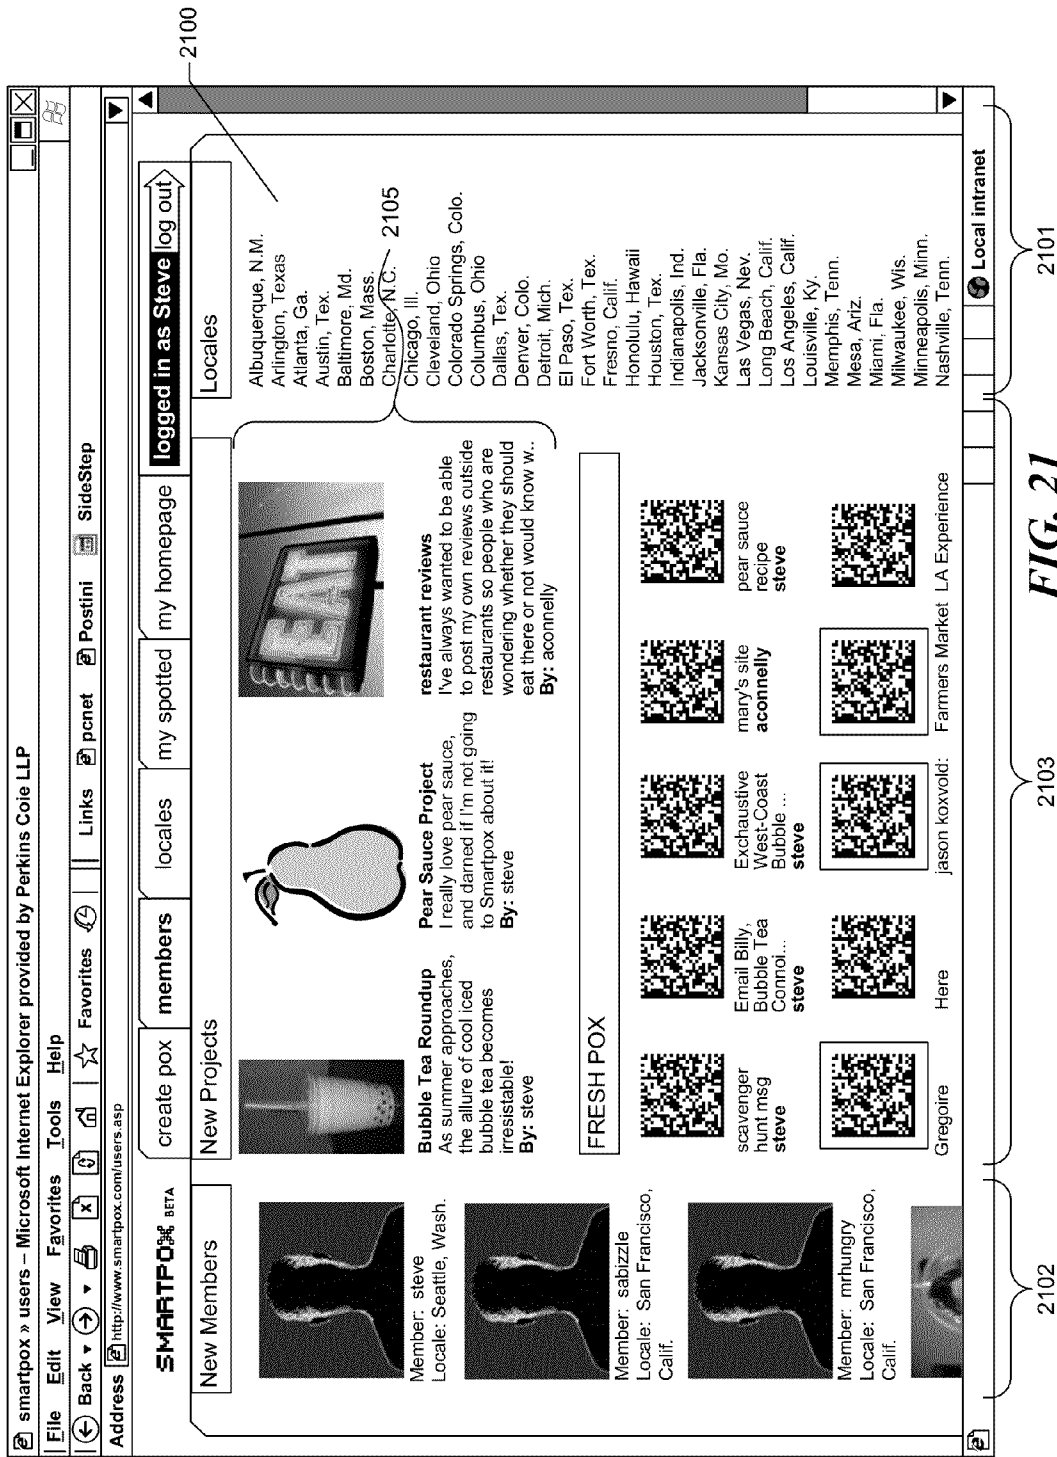 smartpox » users – Microsoft Internet Explorer provided by Perkins Coie LLP
File Edit View Favorites Tools Help
Back Favorites Links pcnet Postini SideStep
Address http://www.smartpox.com/users.asp
SMARTPOX BETA
create pox members locales my spotted my homepage logged in as Steve log out
New Members
Member: steve
Locale: Seattle, Wash.
Member: sabizzle
Locale: San Francisco,
Calif.
Member: mrhungry
Locale: San Francisco,
Calif.
New Projects
EAT
Bubble Tea Roundup
As summer approaches,
the allure of cool iced
bubble tea becomes
irresistable!
By: steve
Pear Sauce Project
I really love pear sauce,
and darned if I'm not going
to Smartpox about it!
By: steve
restaurant reviews
I've always wanted to be able
to post my own reviews outside
restaurants so people who are
wondering whether they should
eat there or not would know w..
By: aconnelly
FRESH POX
scavenger
hunt msg
steve
Email Billy,
Bubble Tea
Connoi...
steve
Exchaustive
West-Coast
Bubble ...
steve
mary's site
aconnelly
pear sauce
recipe
steve
Gregoire
Here
jason koxvold:
Farmers Market
LA Experience
Locales
Albuquerque, N.M.
Arlington, Texas
Atlanta, Ga.
Austin, Tex.
Baltimore, Md.
Boston, Mass.
Charlotte, N.C.
Chicago, Ill.
Cleveland, Ohio
Colorado Springs, Colo.
Columbus, Ohio
Dallas, Tex.
Denver, Colo.
Detroit, Mich.
El Paso, Tex.
Fort Worth, Tex.
Fresno, Calif.
Honolulu, Hawaii
Houston, Tex.
Indianapolis, Ind.
Jacksonville, Fla.
Kansas City, Mo.
Las Vegas, Nev.
Long Beach, Calif.
Los Angeles, Calif.
Louisville, Ky.
Memphis, Tenn.
Mesa, Ariz.
Miami, Fla.
Milwaukee, Wis.
Minneapolis, Minn.
Nashville, Tenn.
Local intranet
2100
2105
2102
2103
2101
FIG. 21